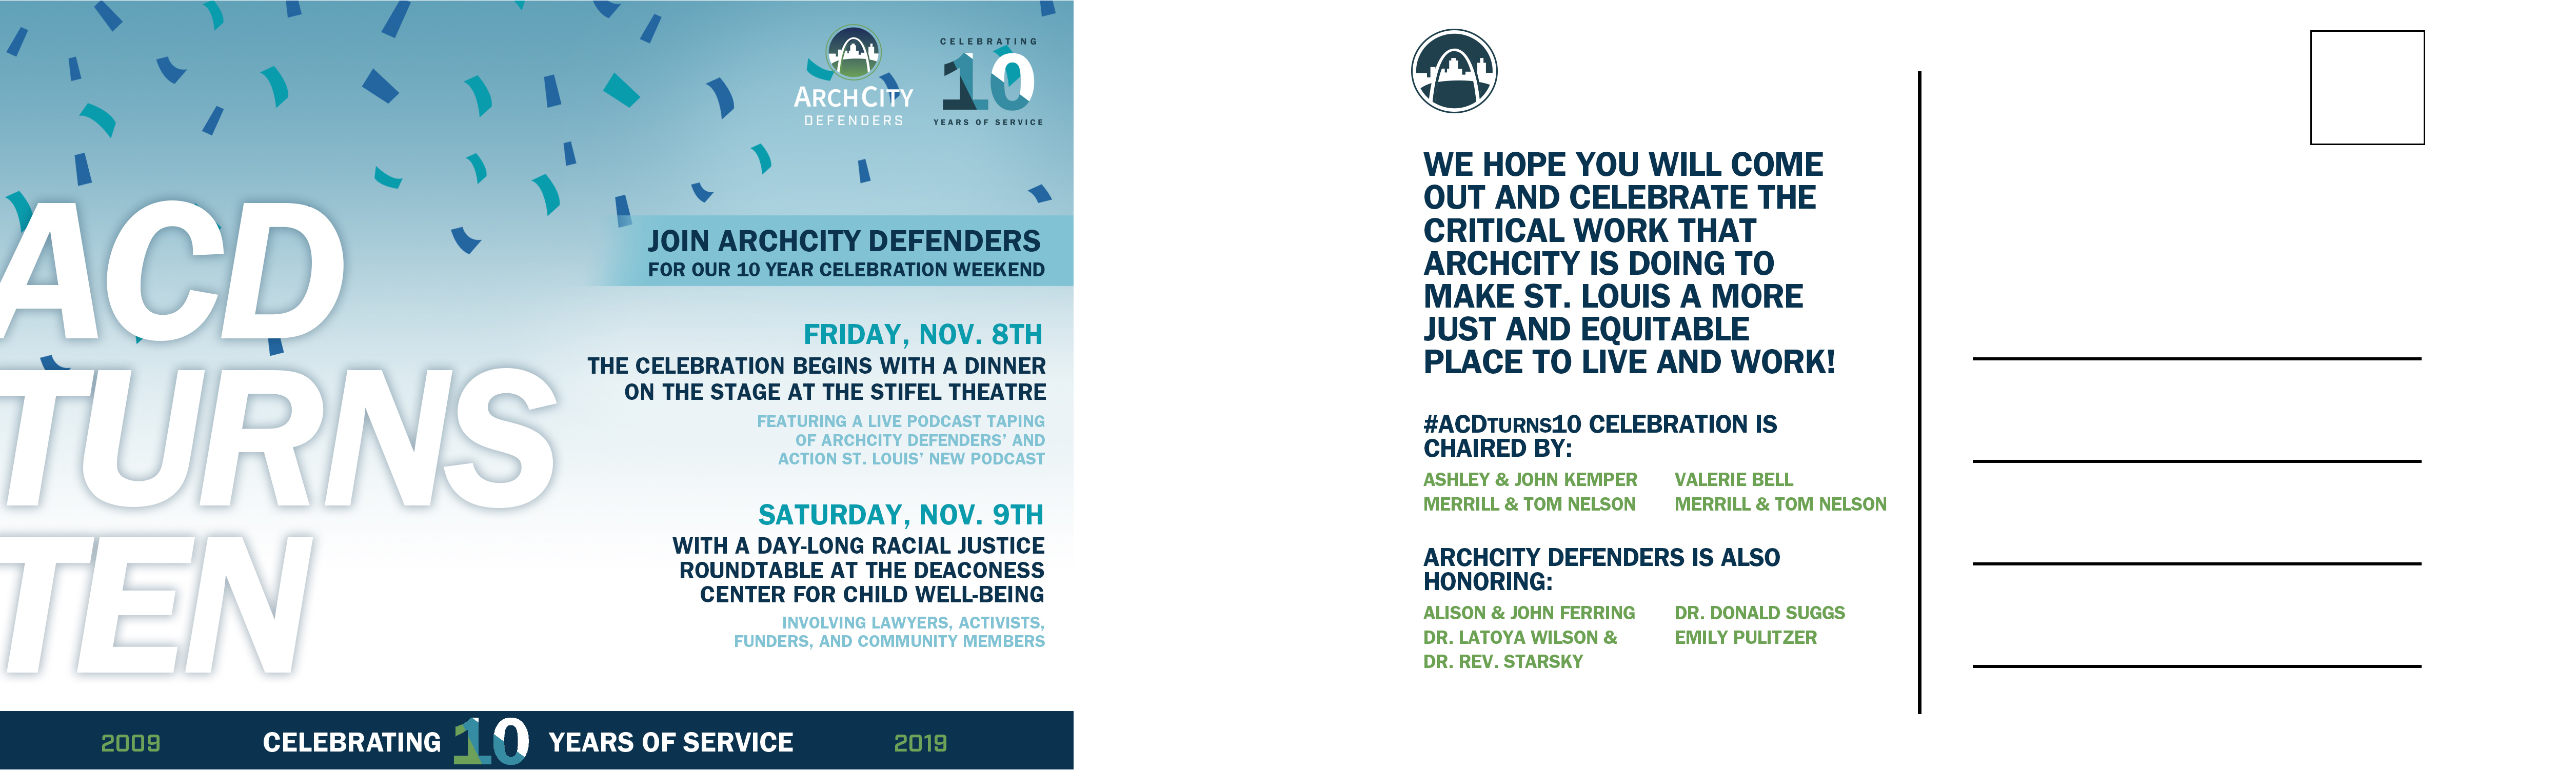 ARCHCITY
DEFENDERS
CELEBRATING
10
YEARS OF SERVICE
ACD
TURNS
TEN
JOIN ARCHCITY DEFENDERS
FOR OUR 10 YEAR CELEBRATION WEEKEND
FRIDAY, NOV. 8TH
THE CELEBRATION BEGINS WITH A DINNER
ON THE STAGE AT THE STIFEL THEATRE
FEATURING A LIVE PODCAST TAPING
OF ARCHCITY DEFENDERS’ AND
ACTION ST. LOUIS’ NEW PODCAST
SATURDAY, NOV. 9TH
WITH A DAY-LONG RACIAL JUSTICE
ROUNDTABLE AT THE DEACONESS
CENTER FOR CHILD WELL-BEING
INVOLVING LAWYERS, ACTIVISTS,
FUNDERS, AND COMMUNITY MEMBERS
2009 CELEBRATING 10 YEARS OF SERVICE 2019
WE HOPE YOU WILL COME
OUT AND CELEBRATE THE
CRITICAL WORK THAT
ARCHCITY IS DOING TO
MAKE ST. LOUIS A MORE
JUST AND EQUITABLE
PLACE TO LIVE AND WORK!
#ACDTURNS10 CELEBRATION IS
CHAIRED BY:
ASHLEY & JOHN KEMPER
MERRILL & TOM NELSON
VALERIE BELL
MERRILL & TOM NELSON
ARCHCITY DEFENDERS IS ALSO
HONORING:
ALISON & JOHN FERRING
DR. LATOYA WILSON &
DR. REV. STARSKY
DR. DONALD SUGGS
EMILY PULITZER